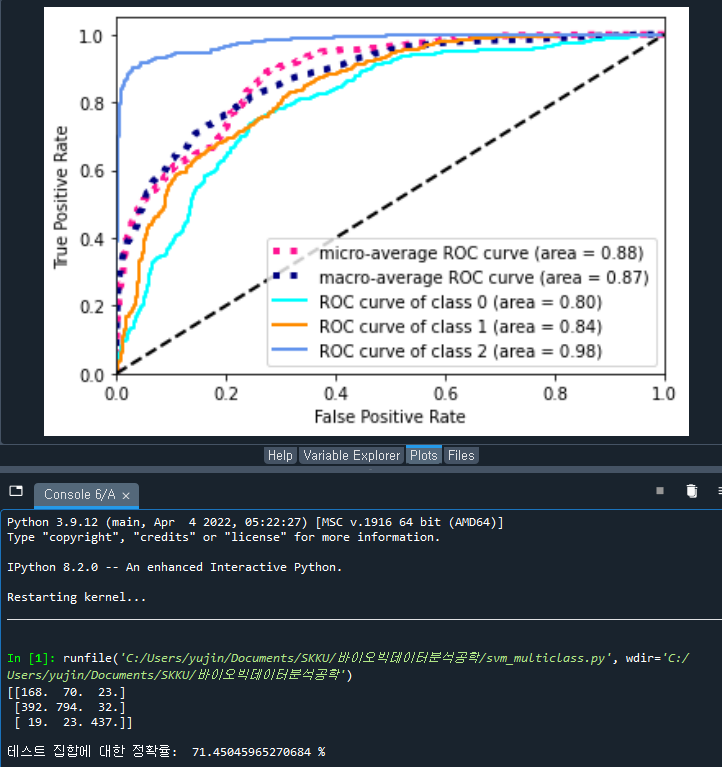 1.0
0.8
0.6
0.4
0.2
0.0
True Positive Rate
micro-average ROC curve (area = 0.88)
macro-average ROC curve (area = 0.87)
ROC curve of class 0 (area = 0.80)
ROC curve of class 1 (area = 0.84)
ROC curve of class 2 (area = 0.98)
0.0 0.2 0.4 0.6 0.8 1.0
False Positive Rate
Help Variable Explorer Plots Files
Console 6/A ×
Python 3.9.12 (main, Apr  4 2022, 05:22:27) [MSC v.1916 64 bit (AMD64)]
Type "copyright", "credits" or "license" for more information.
IPython 8.2.0 -- An enhanced Interactive Python.
Restarting kernel...
In [1]: runfile('C:/Users/yujin/Documents/SKKU/바이오빅데이터분석공학/svm_multiclass.py', wdir='C:/
Users/yujin/Documents/SKKU/바이오빅데이터분석공학')
[[168.  70.  23.]
 [392. 794.  32.]
 [ 19.  23. 437.]]
테스트 집합에 대한 정확률:  71.45045965270684 %